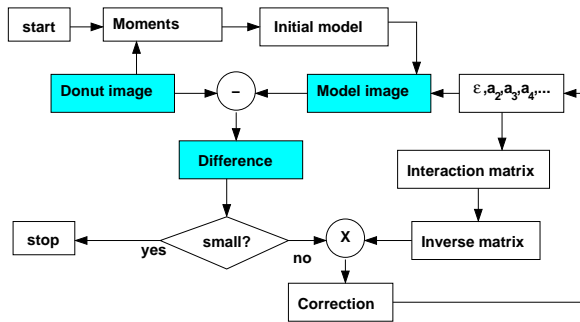 start
Moments
Initial model
Donut image
–
Model image
ε,a2,a3,a4,...
Difference
Interaction matrix
stop
yes
small?
no
X
Inverse matrix
Correction